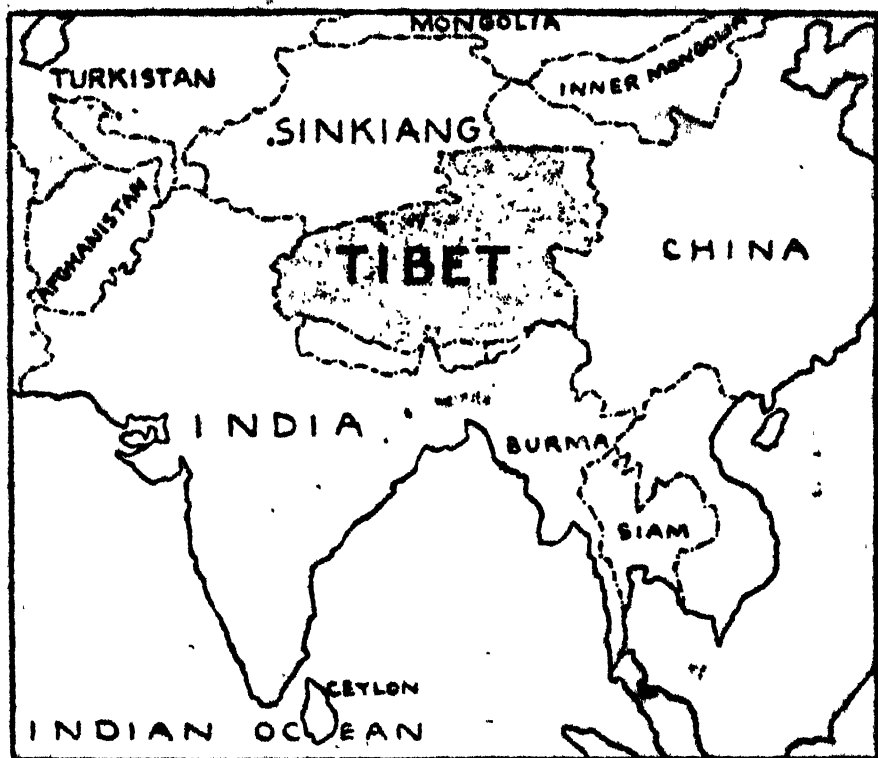 MONGOLIA
TURKISTAN
INNER MONGOLIA
SINKIANG
AFGHANISTAN
TIBET
CHINA
INDIA
BURMA
SIAM
CEYLON
INDIAN OCEAN